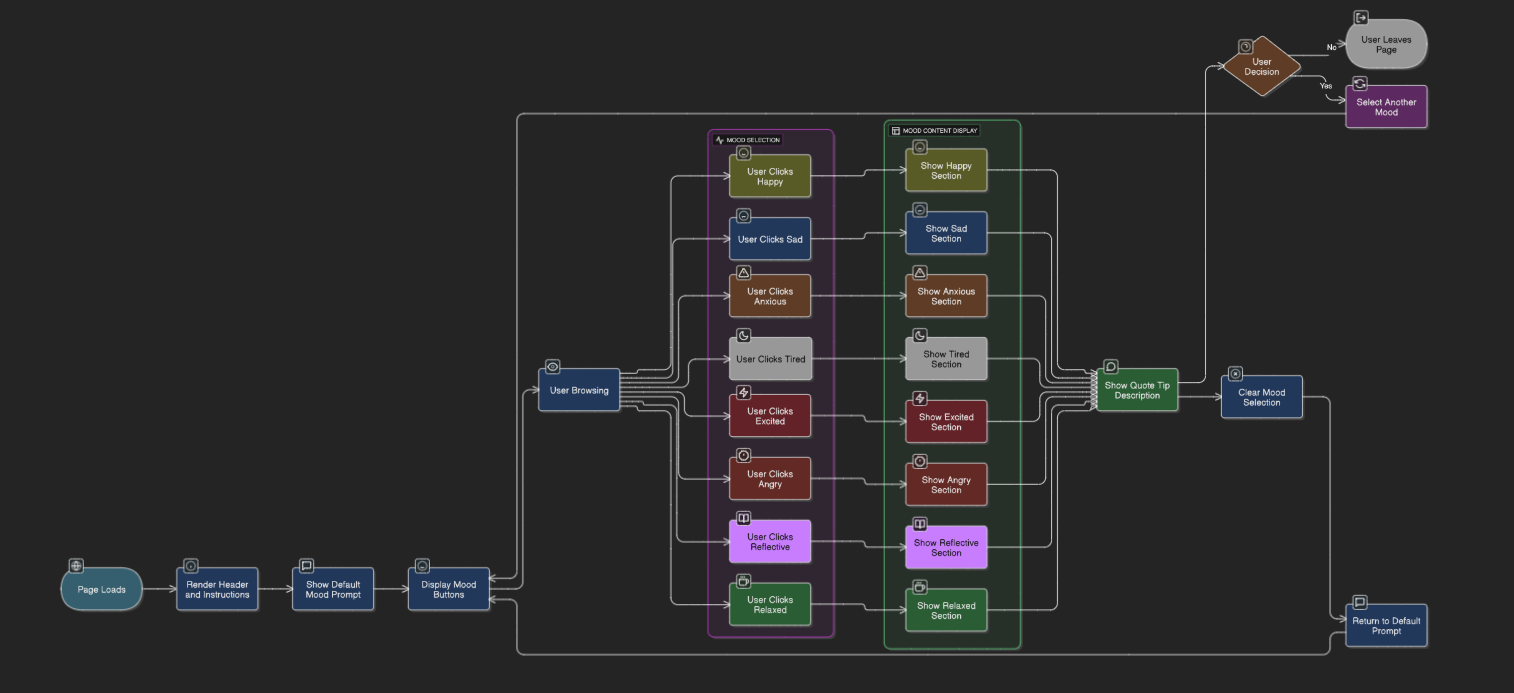 User Leaves
Page
No
User
Decision
Yes
Select Another
Mood
MOOD SELECTION
MOOD CONTENT DISPLAY
User Clicks
Happy
Show Happy
Section
User Clicks Sad
Show Sad
Section
User Clicks
Anxious
Show Anxious
Section
User Clicks Tired
Show Tired
Section
User Browsing
Show Quote Tip
Description
Clear Mood
Selection
User Clicks
Excited
Show Excited
Section
User Clicks
Angry
Show Angry
Section
User Clicks
Reflective
Show Reflective
Section
Page Loads
Render Header
and Instructions
Show Default
Mood Prompt
Display Mood
Buttons
User Clicks
Relaxed
Show Relaxed
Section
Return to Default
Prompt